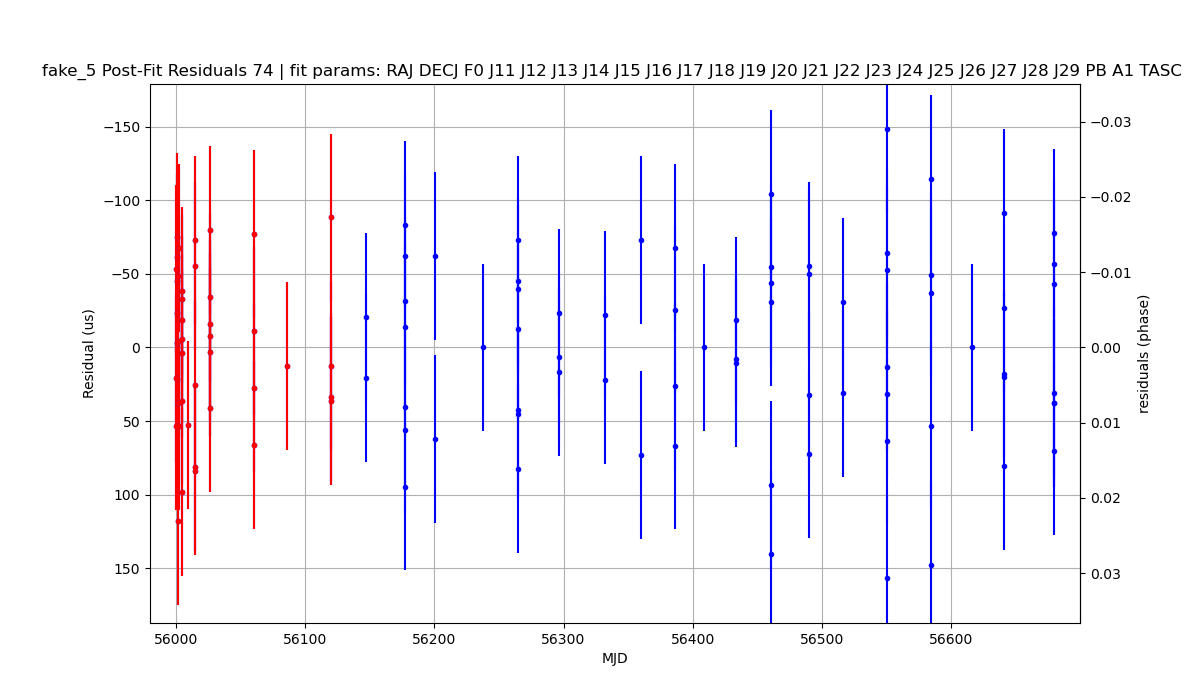 fake_5 Post-Fit Residuals 74 | fit params: RAJ DECJ F0 J11 J12 J13 J14 J15 J16 J17 J18 J19 J20 J21 J22 J23 J24 J25 J26 J27 J28 J29 PB A1 TASC
−150
−100
−50
0
50
100
150
Residual (us)
−0.03
−0.02
−0.01
0.00
0.01
0.02
0.03
residuals (phase)
56000 56100 56200 56300 56400 56500 56600
MJD